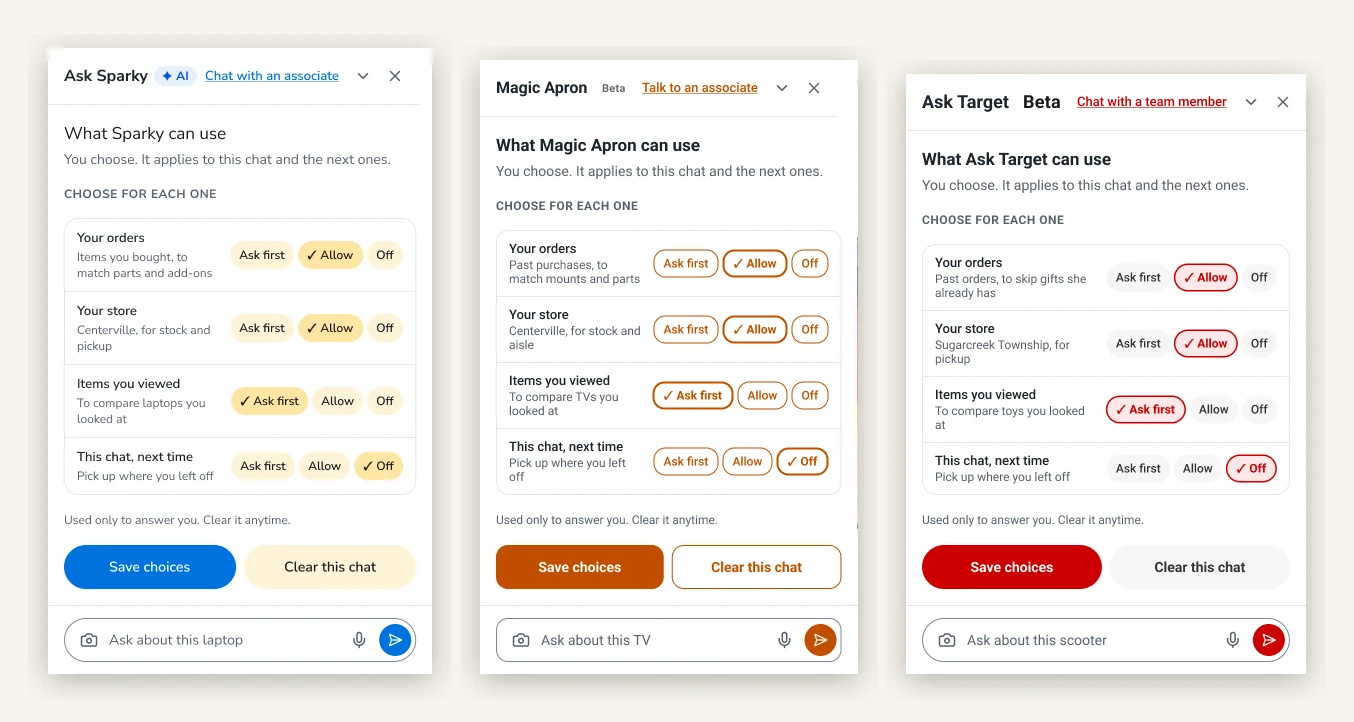 Ask Sparky AI Chat with an associate
What Sparky can use
You choose. It applies to this chat and the next ones.
CHOOSE FOR EACH ONE
Your orders
Items you bought, to
match parts and add-ons
Ask first ✓ Allow Off
Your store
Centerville, for stock and
pickup
Ask first ✓ Allow Off
Items you viewed
To compare laptops you
looked at
✓ Ask first Allow Off
This chat, next time
Pick up where you left off
Ask first Allow ✓ Off
Used only to answer you. Clear it anytime.
Save choices Clear this chat
Ask about this laptop
Magic Apron Beta Talk to an associate
What Magic Apron can use
You choose. It applies to this chat and the next ones.
CHOOSE FOR EACH ONE
Your orders
Past purchases, to
match mounts and parts
Ask first ✓ Allow Off
Your store
Centerville, for stock and
aisle
Ask first ✓ Allow Off
Items you viewed
To compare TVs you
looked at
✓ Ask first Allow Off
This chat, next time
Pick up where you left
off
Ask first Allow ✓ Off
Used only to answer you. Clear it anytime.
Save choices Clear this chat
Ask about this TV
Ask Target Beta Chat with a team member
What Ask Target can use
You choose. It applies to this chat and the next ones.
CHOOSE FOR EACH ONE
Your orders
Past orders, to skip gifts she
already has
Ask first ✓ Allow Off
Your store
Sugarcreek Township, for
pickup
Ask first ✓ Allow Off
Items you viewed
To compare toys you looked
at
✓ Ask first Allow Off
This chat, next time
Pick up where you left off
Ask first Allow ✓ Off
Used only to answer you. Clear it anytime.
Save choices Clear this chat
Ask about this scooter